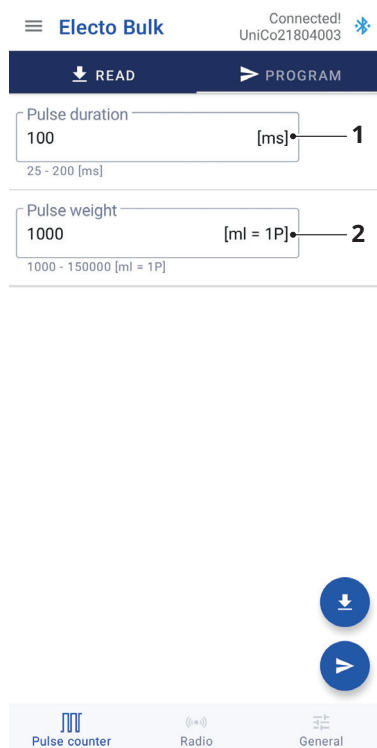 Electo Bulk
Connected!
UniCo21804003
READ
PROGRAM
Pulse duration
100 [ms] 1
25 - 200 [ms]
Pulse weight
1000 [ml = 1P] 2
1000 - 150000 [ml = 1P]
Pulse counter
Radio
General